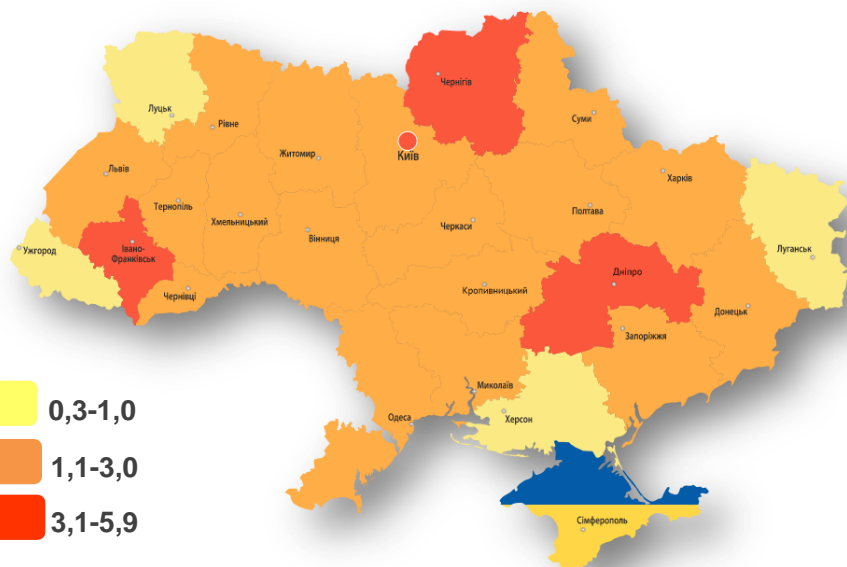 Чернігів
Луцьк
Рівне
Суми
Київ
Житомир
Львів
Харків
Тернопіль
Хмельницький
Полтава
Черкаси
Вінниця
Ужгород
Івано-
Франківськ
Луганськ
Дніпро
Чернівці
Кропивницький
Донецьк
Запоріжжя
Миколаїв
Одеса
Херсон
0,3-1,0
1,1-3,0
3,1-5,9
Сімферополь